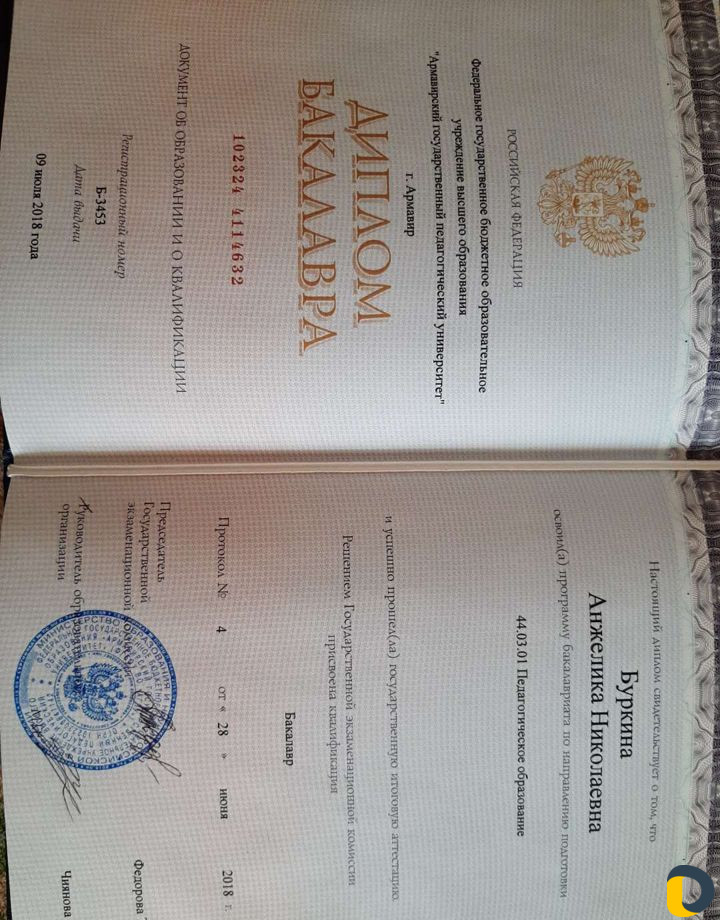 РОССИЙСКАЯ ФЕДЕРАЦИЯ
Федеральное государственное бюджетное образовательное
учреждение высшего образования
"Армавирский государственный педагогический университет"
г. Армавир
ДИПЛОМ
БАКАЛАВРА
102324 4114632
ДОКУМЕНТ ОБ ОБРАЗОВАНИИ И О КВАЛИФИКАЦИИ
Регистрационный номер
Б-3453
Дата выдачи
09 июля 2018 года
Настоящий диплом свидетельствует о том, что
Буркина
Анжелика Николаевна
освоил(а) программу бакалавриата по направлению подготовки
44.03.01 Педагогическое образование
и успешно прошел(ла) государственную итоговую аттестацию.
Решением Государственной экзаменационной комиссии
присвоена квалификация
Бакалавр
Протокол № 4 от « 28 » июня 2018 г.
Председатель
Государственной
экзаменационной
Федорова
Руководитель
организации
Чиянова